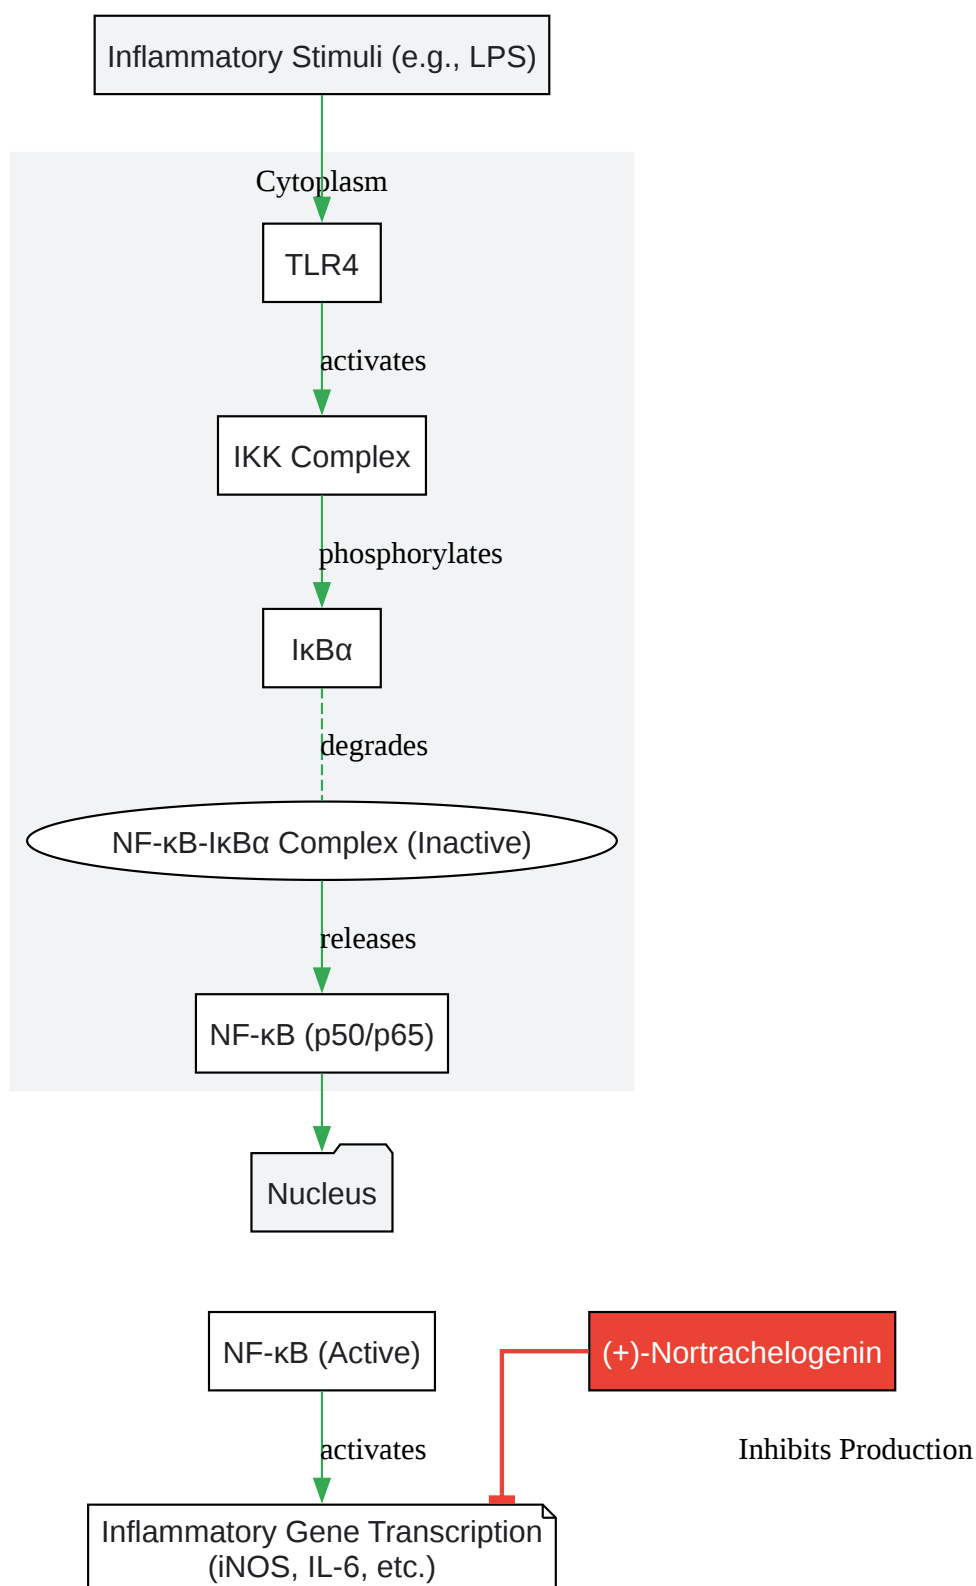 Inflammatory Stimuli (e.g., LPS)
Cytoplasm
TLR4
activates
IKK Complex
phosphorylates
IκBα
degrades
NF-κB-IκBα Complex (Inactive)
releases
NF-κB (p50/p65)
Nucleus
NF-κB (Active)
(+)-Nortrachelogenin
activates
Inhibits Production
Inflammatory Gene Transcription
(iNOS, IL-6, etc.)